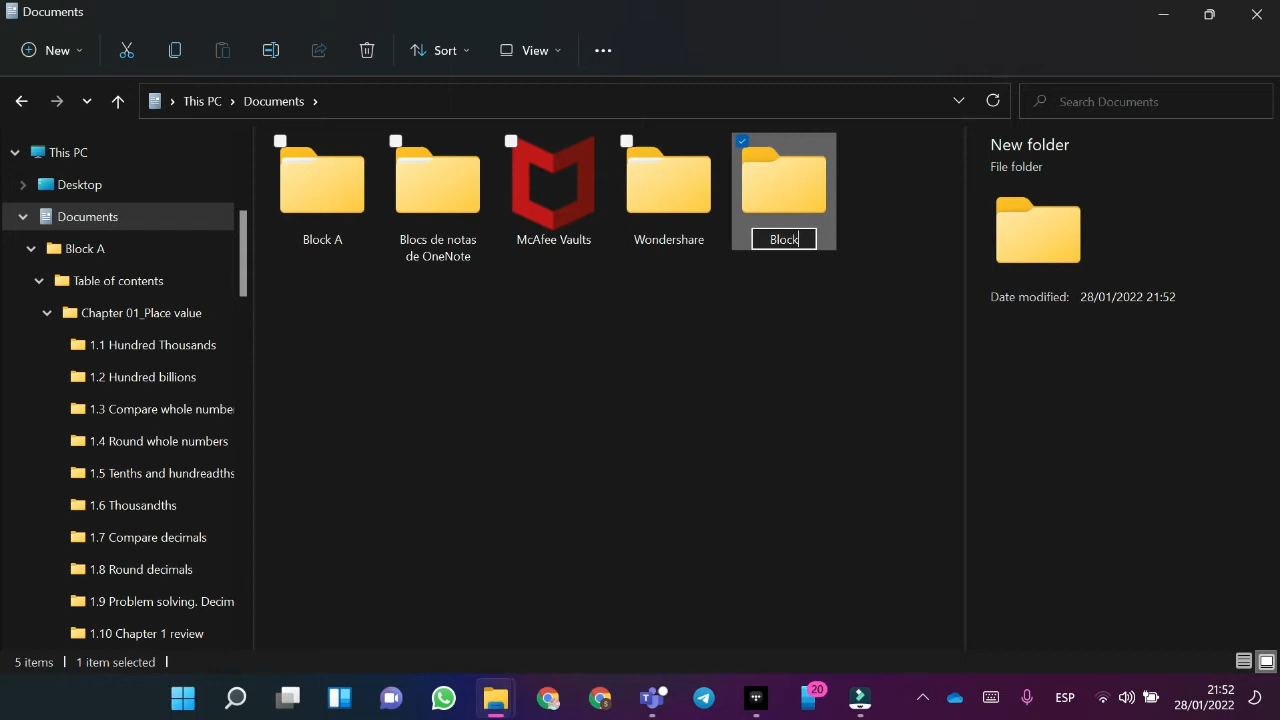 Documents
New
Sort
View
This PC
Documents
Search Documents
This PC
Desktop
Documents
Block A
Table of contents
Chapter 01_Place value
1.1 Hundred Thousands
1.2 Hundred billions
1.3 Compare whole numbe
1.4 Round whole numbers
1.5 Tenths and hundreadths
1.6 Thousandths
1.7 Compare decimals
1.8 Round decimals
1.9 Problem solving. Decim
1.10 Chapter 1 review
Block A
Blocs de notas
de OneNote
McAfee Vaults
Wondershare
Block
New folder
File folder
Date modified: 28/01/2022 21:52
5 items
1 item selected
20
ESP
21:52
28/01/2022